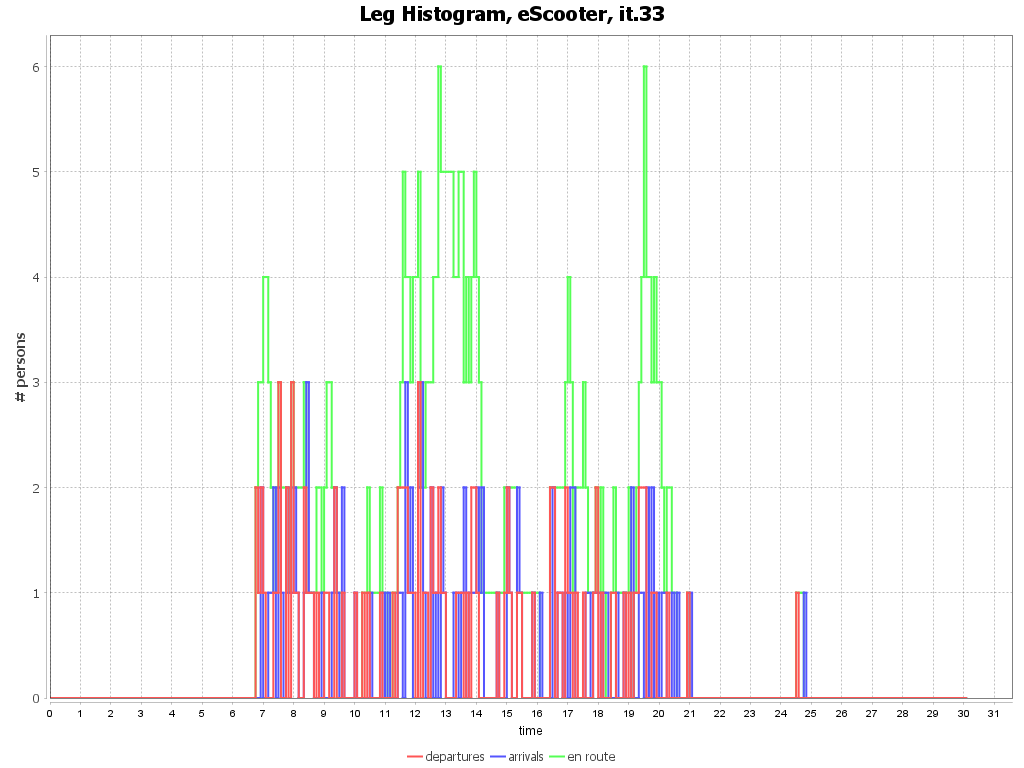 Leg Histogram, eScooter, it.33
# persons
6
5
4
3
2
1
0
0 1 2 3 4 5 6 7 8 9 10 11 12 13 14 15 16 17 18 19 20 21 22 23 24 25 26 27 28 29 30 31
time
departures arrivals en route